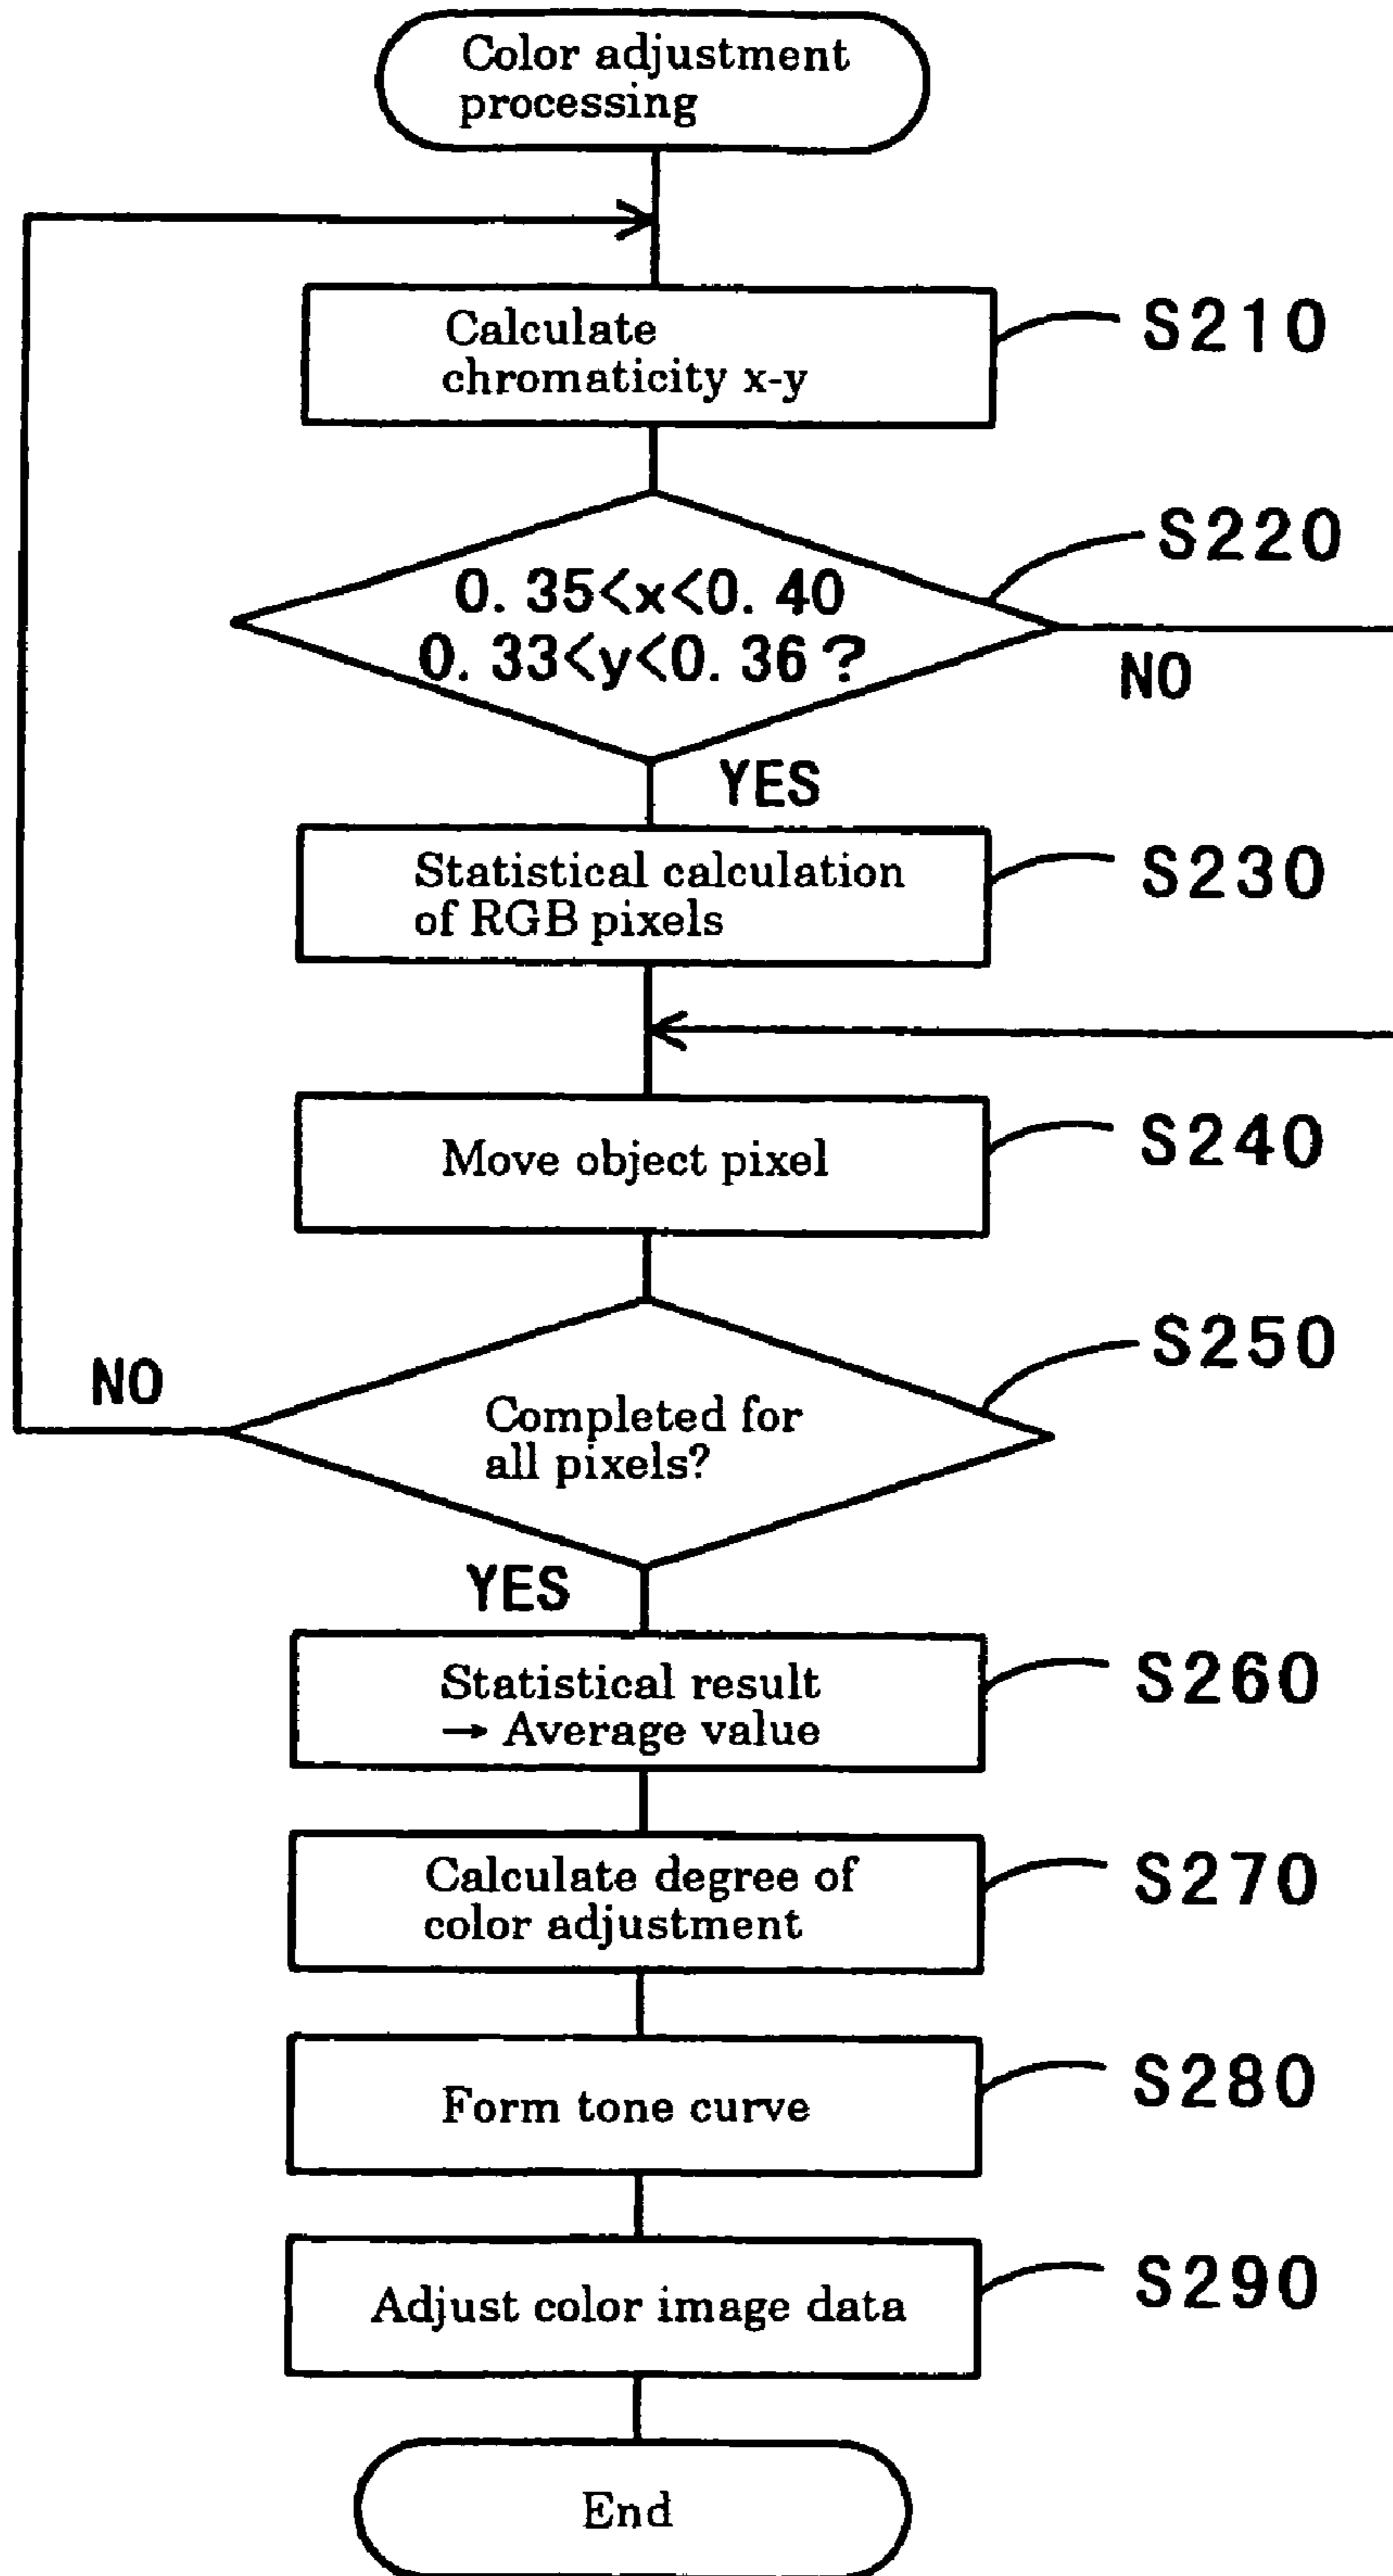 Color adjustment
processing
Calculate
chromaticity x-y
S210
S220
0. 35<x<0. 40
0. 33<y<0. 36?
NO
YES
Statistical calculation
of RGB pixels
S230
Move object pixel
S240
S250
NO
Completed for
all pixels?
YES
Statistical result
→ Average value
S260
Calculate degree of
color adjustment
S270
Form tone curve
S280
Adjust color image data
S290
End